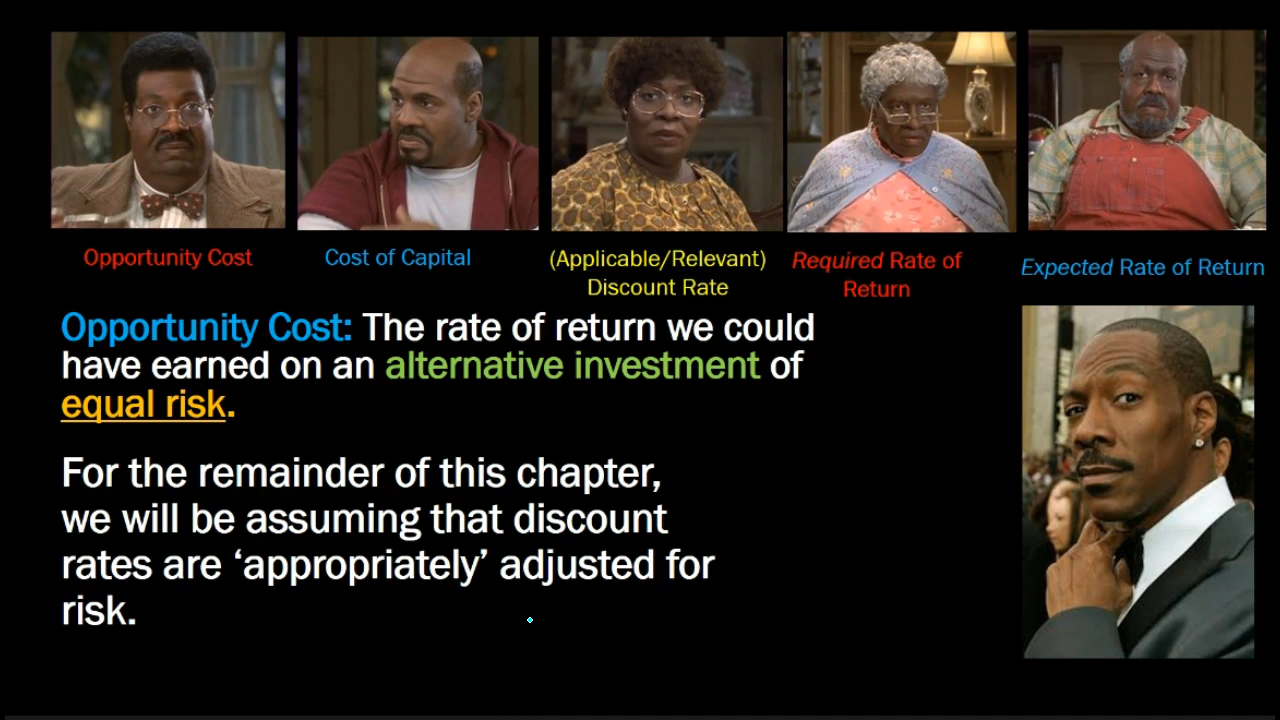 Opportunity Cost
Cost of Capital
(Applicable/Relevant)
Discount Rate
Required Rate of
Return
Expected Rate of Return
Opportunity Cost: The rate of return we could
have earned on an alternative investment of
equal risk.
For the remainder of this chapter,
we will be assuming that discount
rates are ‘appropriately’ adjusted for
risk.